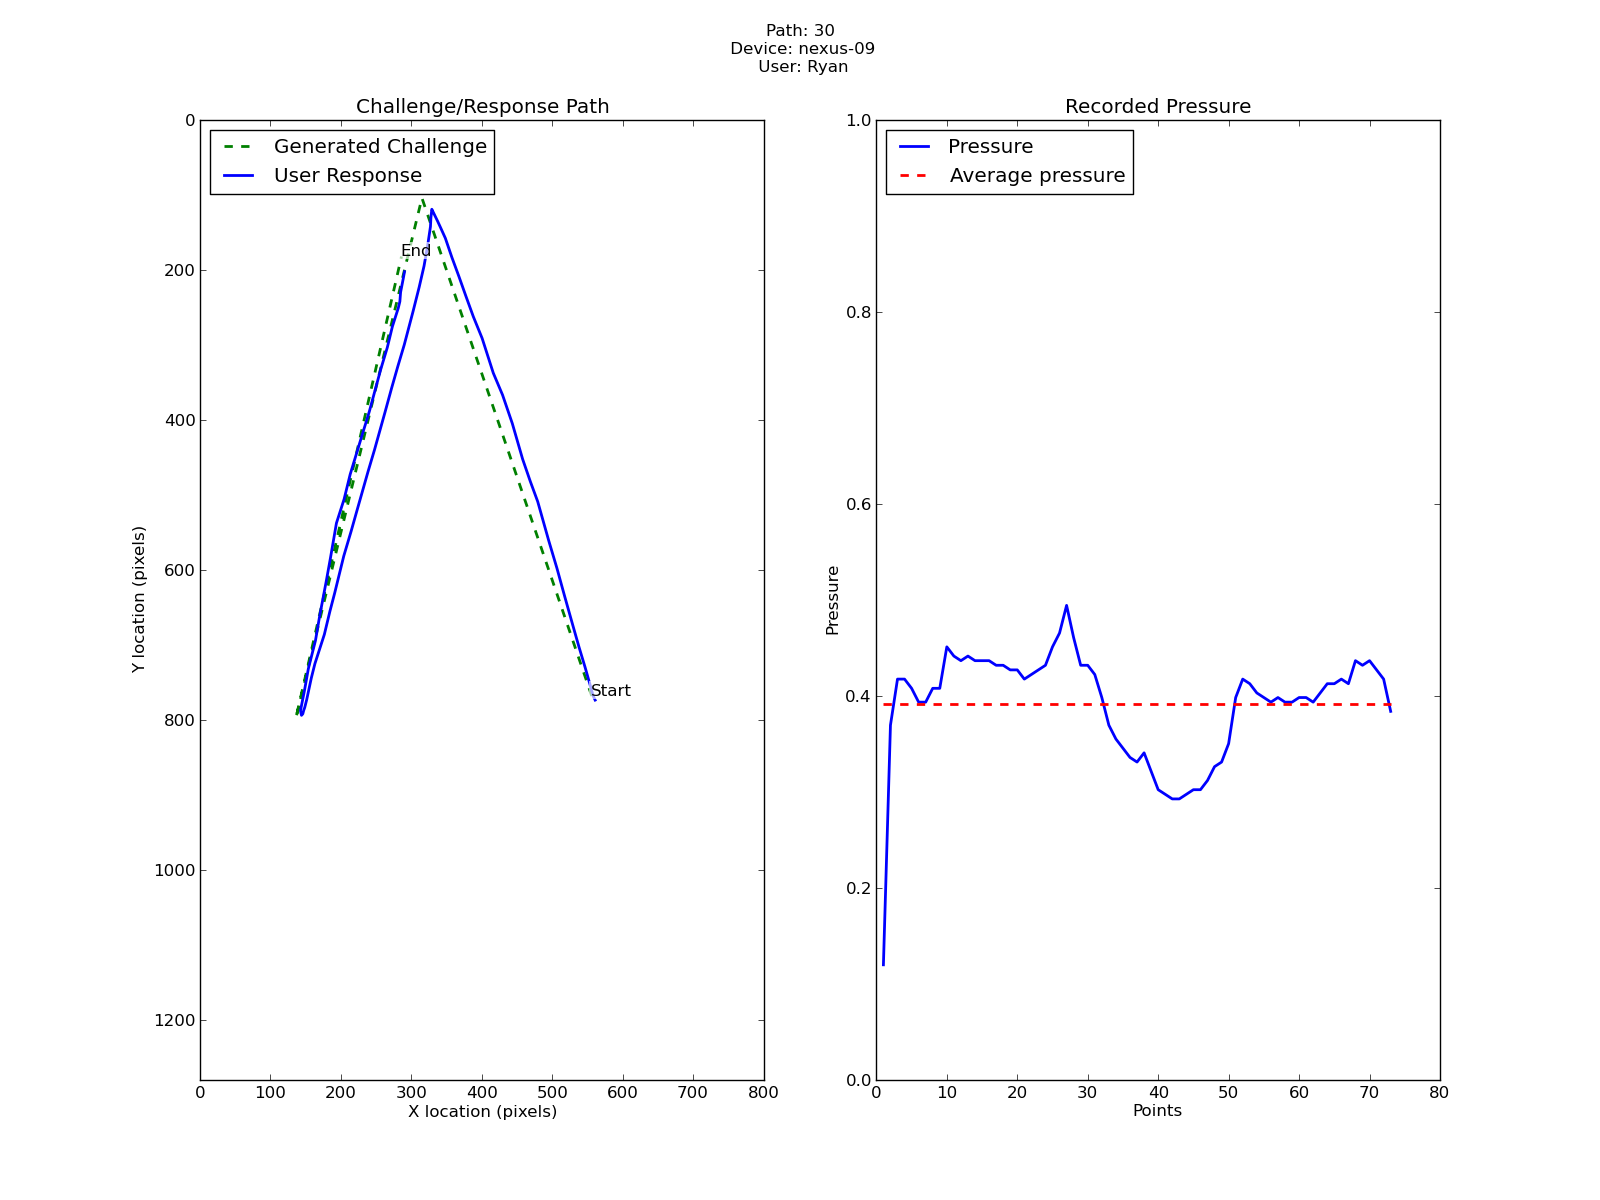 Path: 30
Device: nexus-09
User: Ryan
Challenge/Response Path
Generated Challenge
User Response
End
Start
0
200
400
600
800
1000
1200
Y location (pixels)
0 100 200 300 400 500 600 700 800
X location (pixels)
Recorded Pressure
Pressure
Average pressure
1.0
0.8
0.6
0.4
0.2
0.0
Pressure
0 10 20 30 40 50 60 70 80
Points